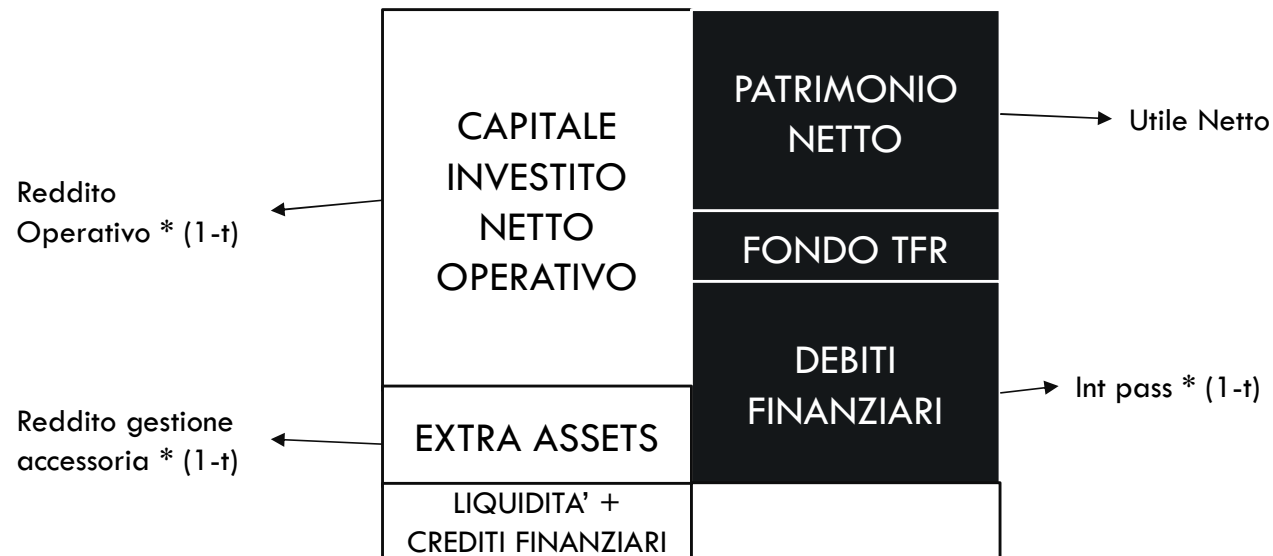 Reddito
Operativo * (1-t)
Reddito gestione
accessoria * (1-t)
CAPITALE
INVESTITO
NETTO
OPERATIVO
EXTRA ASSETS
LIQUIDITA’ +
CREDITI FINANZIARI
PATRIMONIO
NETTO
FONDO TFR
DEBITI
FINANZIARI
Utile Netto
Int pass * (1-t)